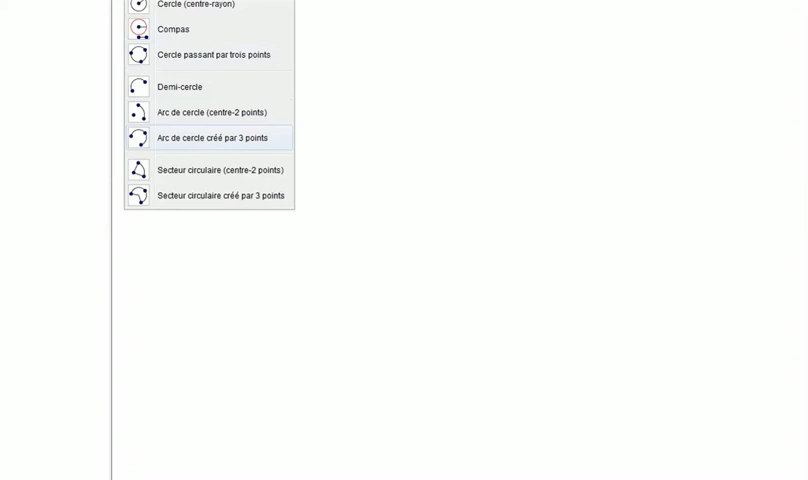 Cercle (centre-rayon)
Compas
Cercle passant par trois points
Demi-cercle
Arc de cercle (centre-2 points)
Arc de cercle créé par 3 points
Secteur circulaire (centre-2 points)
Secteur circulaire créé par 3 points